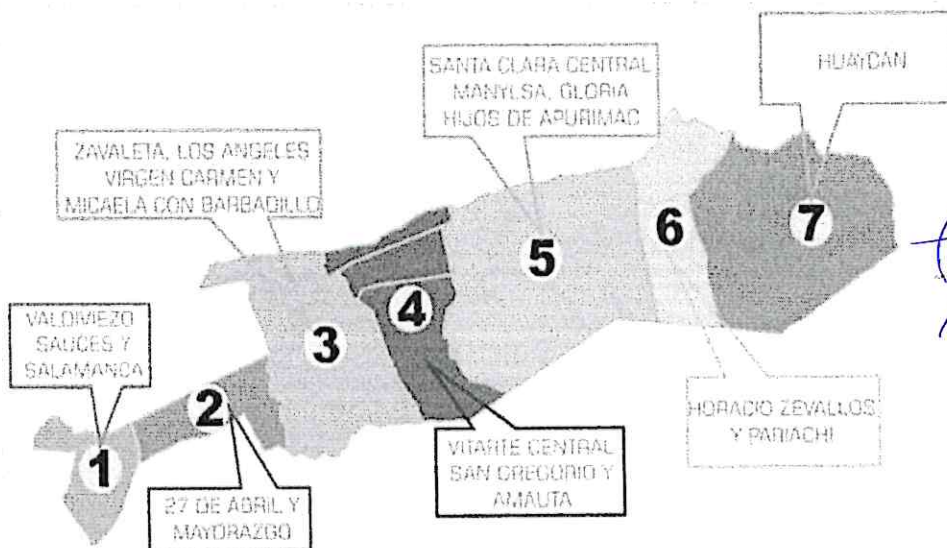 SANTA CLARA CENTRAL
MANYLSA, GLORIA
HIJOS DE APURIMAC
HUAYCAN
ZAVALETA, LOS ANGELES
VIRGEN CARMEN Y
MICAELA CON BARBADILLO
VALDIVIEZO
SAUCES Y
SALAMANCA
1
2
3
4
5
6
7
27 DE ABRIL Y
MAYORAZGO
VITARTE CENTRAL
SAN GREGORIO Y
AMAUTA
HORACIO ZEVALLOS
Y PARIACHI